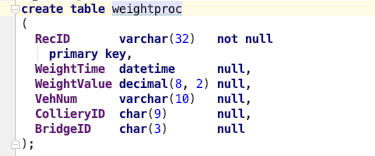 create table weightproc
(
RecID varchar(32) not null
primary key,
WeightTime datetime null,
WeightValue decimal(8, 2) null,
VehNum varchar(10) null,
CollieryID char(9) null,
BridgeID char(3) null
);